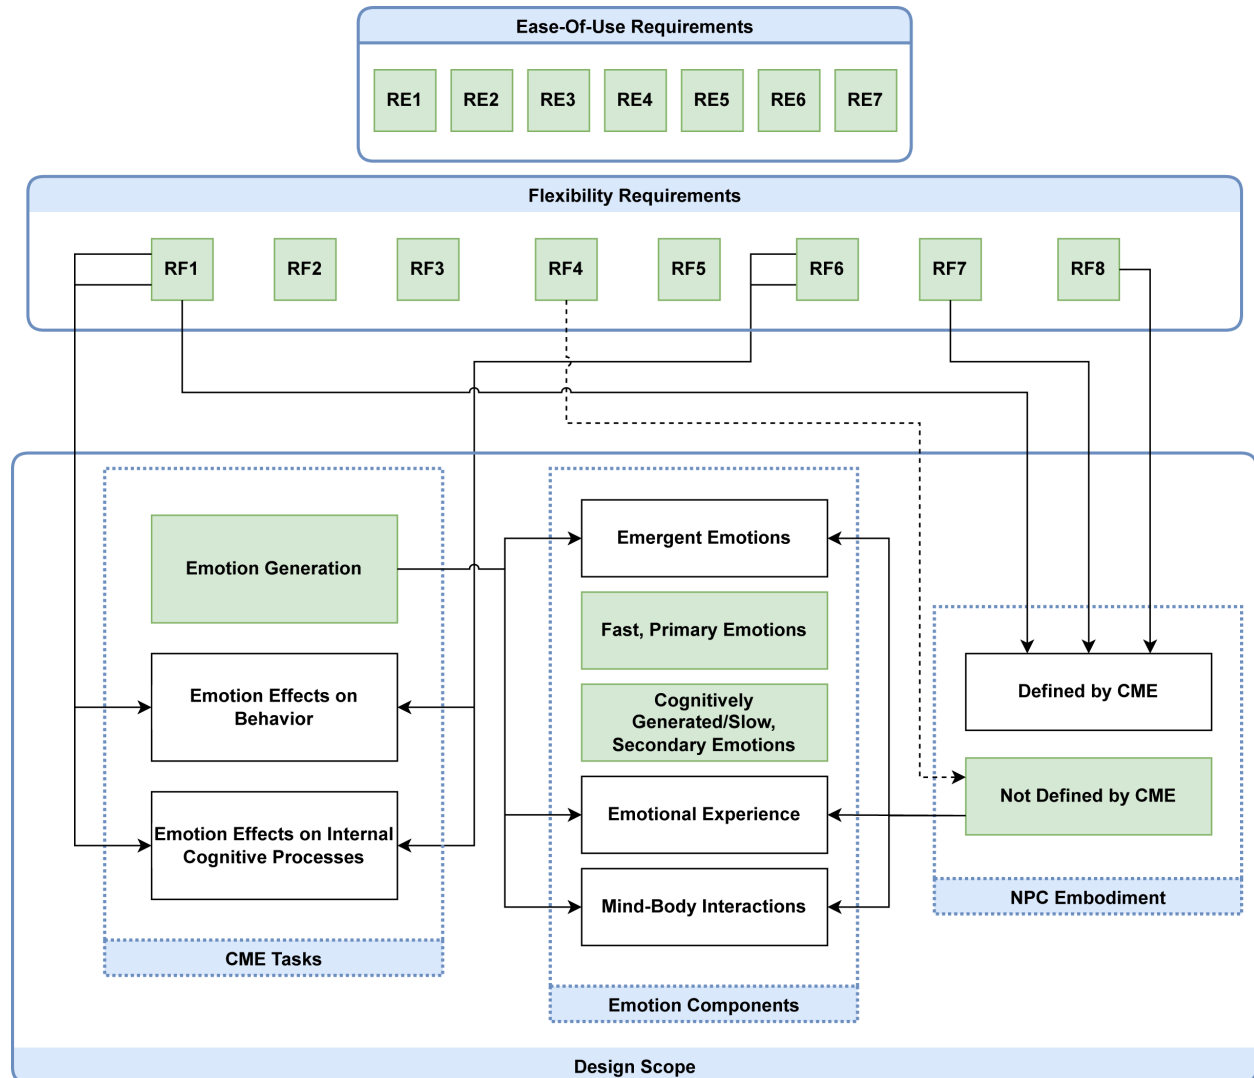 Ease-Of-Use Requirements
RE1
RE2
RE3
RE4
RE5
RE6
RE7
Flexibility Requirements
RF1
RF2
RF3
RF4
RF5
RF6
RF7
RF8
Emotion Generation
Emotion Effects on
Behavior
Emotion Effects on Internal
Cognitive Processes
CME Tasks
Emergent Emotions
Fast, Primary Emotions
Cognitively
Generated/Slow,
Secondary Emotions
Emotional Experience
Mind-Body Interactions
Emotion Components
Defined by CME
Not Defined by CME
NPC Embodiment
Design Scope